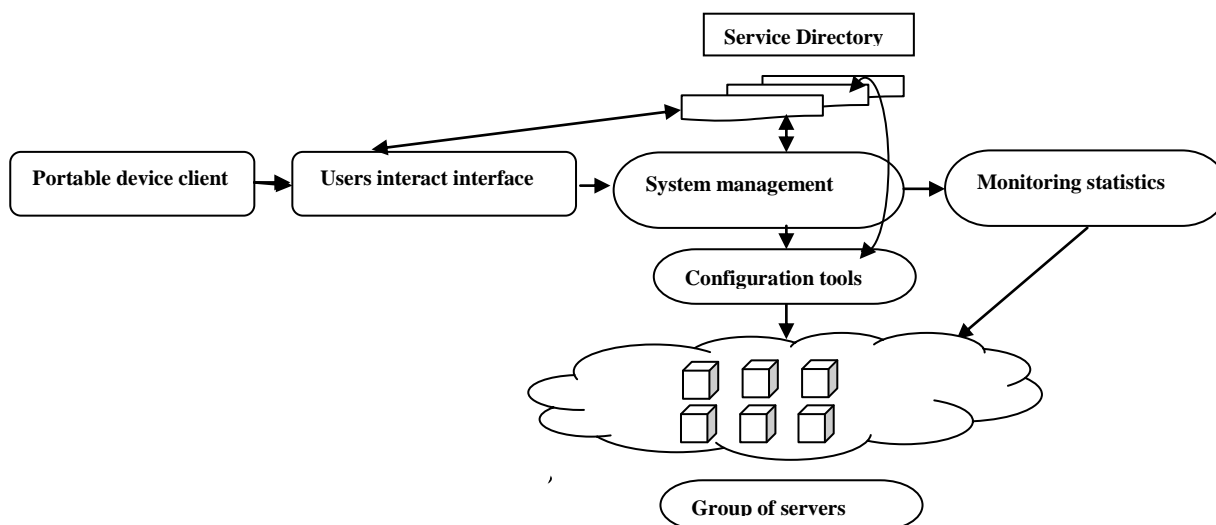 Service Directory
Portable device client
Users interact interface
System management
Monitoring statistics
Configuration tools
,
Group of servers